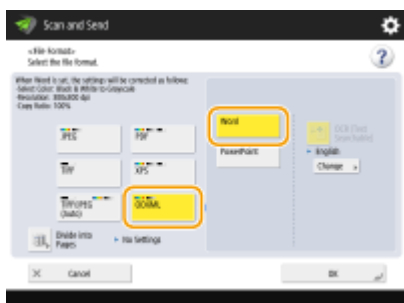 Scan and Send
<File Format>
Select the file format.
?
When Word is set, the settings will be corrected as follows:
-Select Color: Black & White to Grayscale
-Resolution: 300x300 dpi
-Copy Ratio: 100%
JPEG
PDF
TIFF
XPS
TIFF/JPEG
(Auto)
OOXML
Divide into
Pages
No Settings
Word
PowerPoint
OCR (Text
Searchable)
English
Change
Cancel
OK